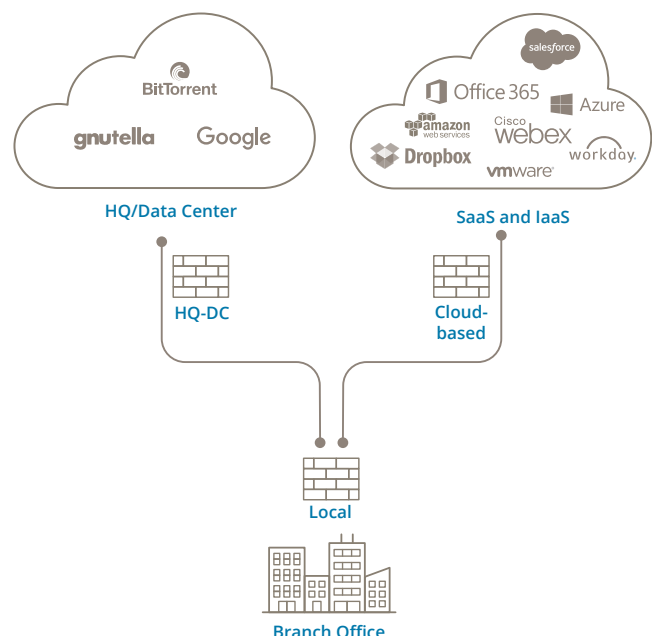 BitTorrent
gnutella
Google
HQ/Data Center
salesforce
Office 365
Azure
amazon
web services
Cisco
webex
Dropbox
workday.
vmware
SaaS and IaaS
HQ-DC
Cloud-
based
Local
Branch Office